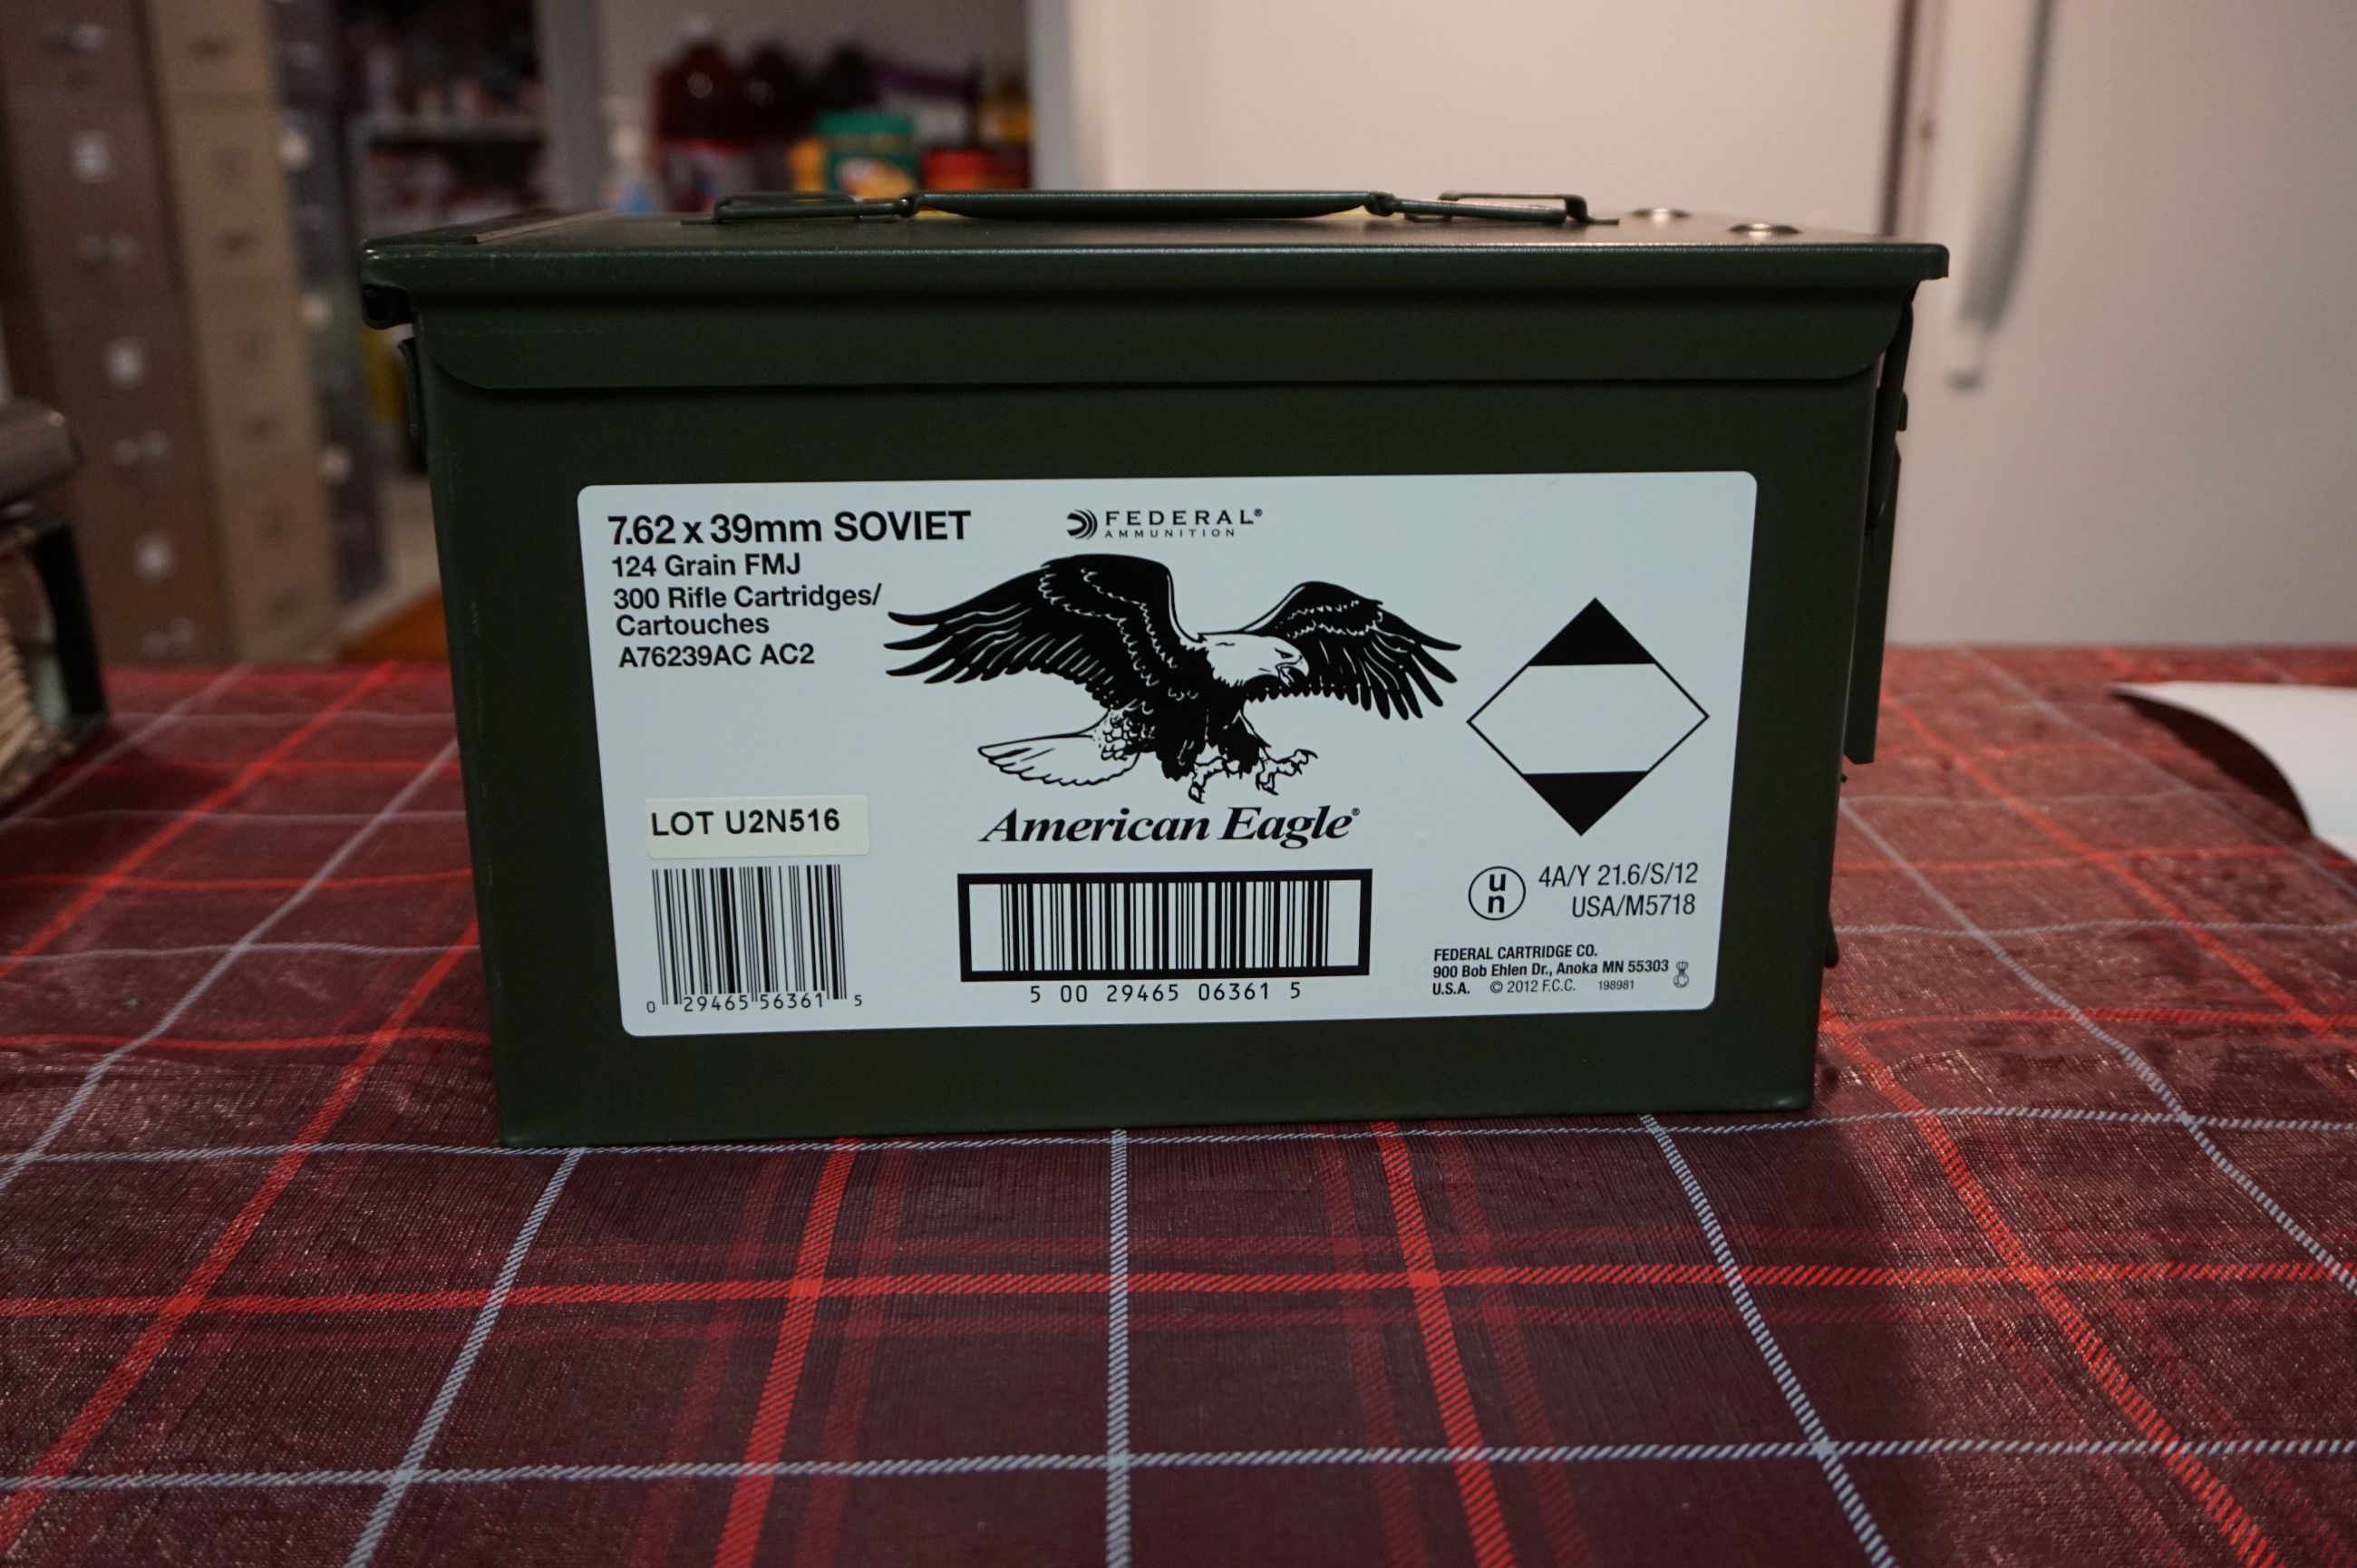 7.62 x 39mm SOVIET
124 Grain FMJ
300 Rifle Cartridges/
Cartouches
A76239AC AC2
FEDERAL®
AMMUNITION
American Eagle®
LOT U2N516
0 29465 56361 5
5 00 29465 06361 5
un
4A/Y 21.6/S/12
USA/M5718
FEDERAL CARTRIDGE CO.
900 Bob Ehlen Dr., Anoka MN 55303
U.S.A. © 2012 F.C.C. 198981